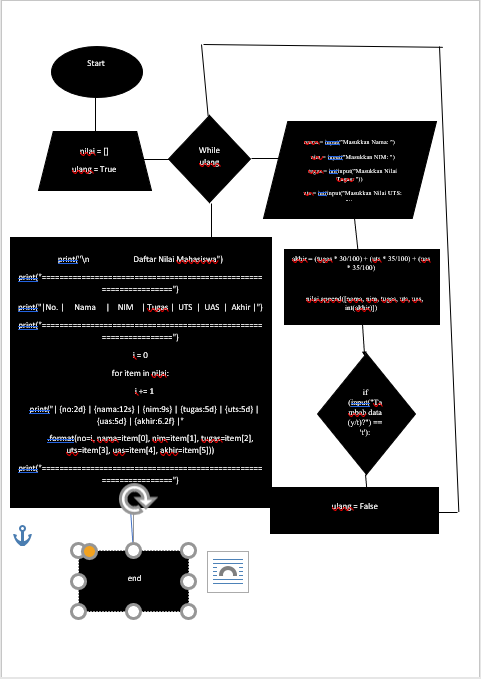 Start
nilai = []
ulang = True
While
ulang
nama = input("Masukkan Nama: ")
nim = input("Masukkan NIM: ")
tugas = int(input("Masukkan Nilai
Tugas: "))
uts = int(input("Masukkan Nilai UTS:
akhir = (tugas * 30/100) + (uts * 35/100) + (uas
* 35/100)
nilai.append([nama, nim, tugas, uts, uas,
int(akhir)])
if
(input("Ta
mbah data
(y/t)?") ==
't'):
ulang = False
print("\n Daftar Nilai Mahasiswa")
print("==================================================
================")
print("|No. | Nama | NIM | Tugas | UTS | UAS | Akhir |")
print("==================================================
================")
i = 0
for item in nilai:
i += 1
print("| {no:2d} | {nama:12s} | {nim:9s} | {tugas:5d} | {uts:5d} |
{uas:5d} | {akhir:6.2f} |"
.format(no=i, nama=item[0], nim=item[1], tugas=item[2],
uts=item[3], uas=item[4], akhir=item[5]))
print("==================================================
================")
end